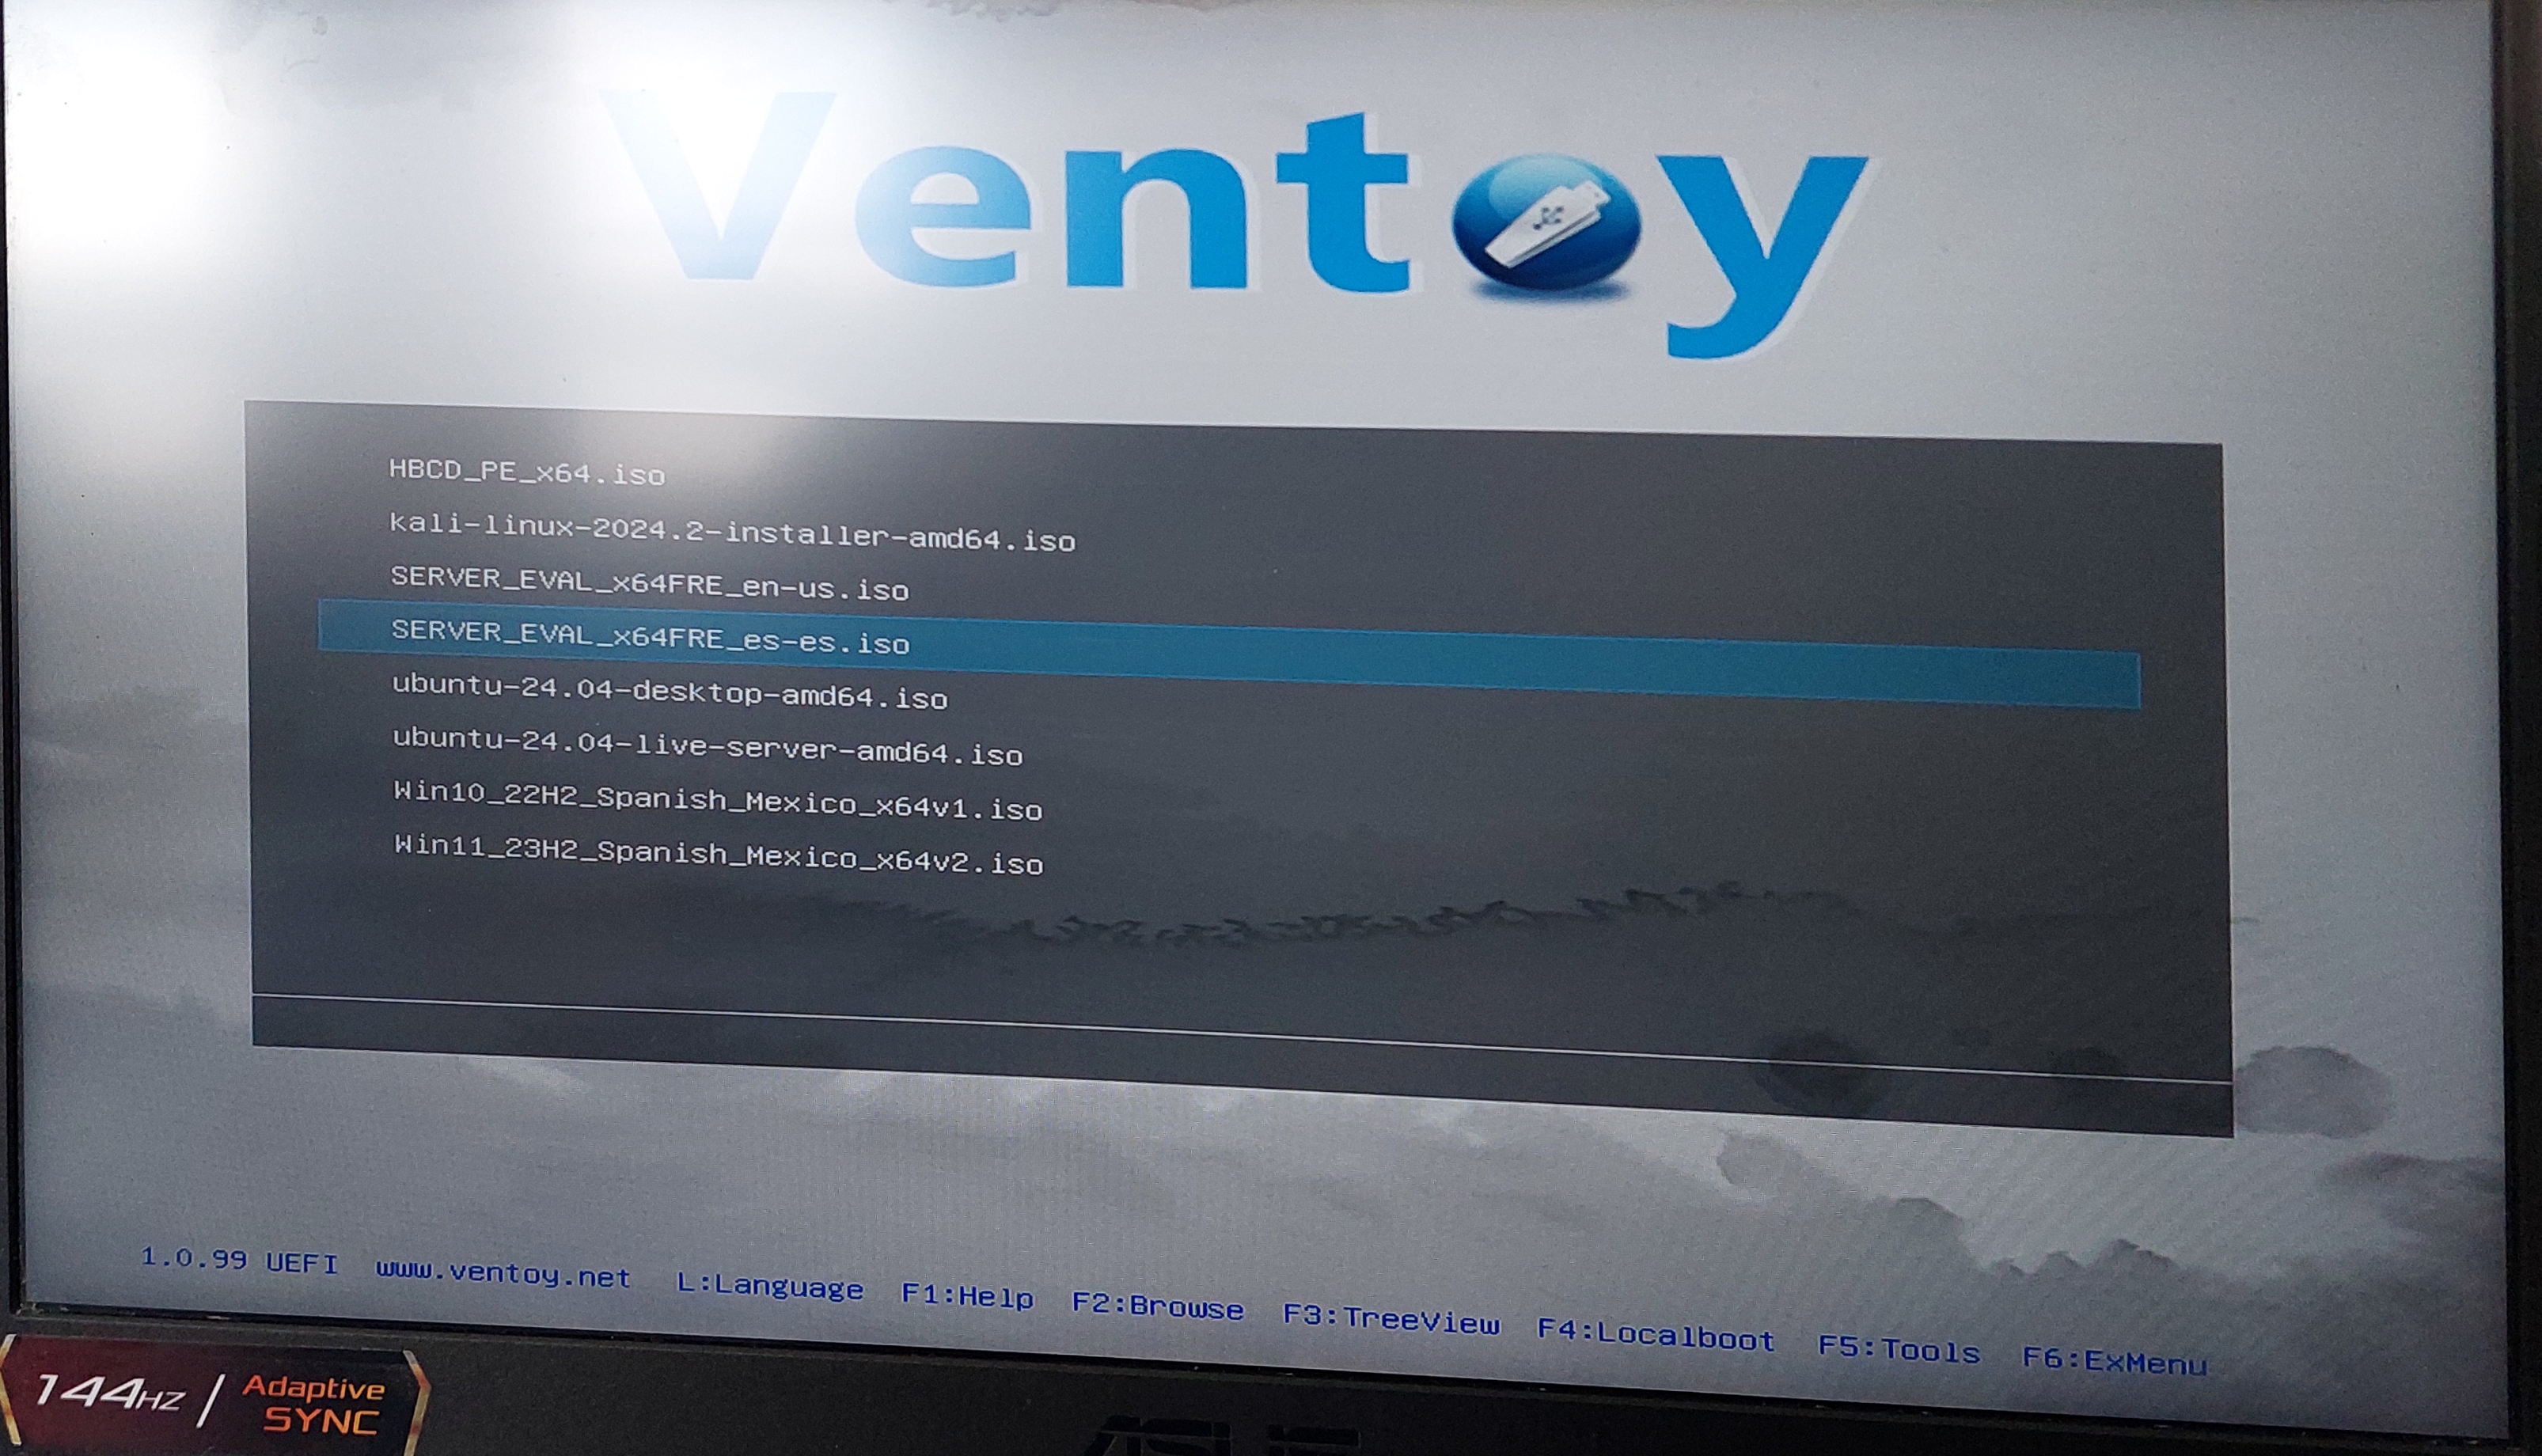 Ventoy
HBCD_PE_x64.iso
kali-linux-2024.2-installer-amd64.iso
SERVER_EVAL_x64FRE_en-us.iso
SERVER_EVAL_x64FRE_es-es.iso
ubuntu-24.04-desktop-amd64.iso
ubuntu-24.04-live-server-amd64.iso
Win10_22H2_Spanish_Mexico_x64v1.iso
Win11_23H2_Spanish_Mexico_x64v2.iso
1.0.99 UEFI www.ventoy.net L:Language F1:Help F2:Browse F3:TreeView F4:Localboot F5:Tools F6:ExMenu
144HZ / Adaptive
SYNC
ASUS